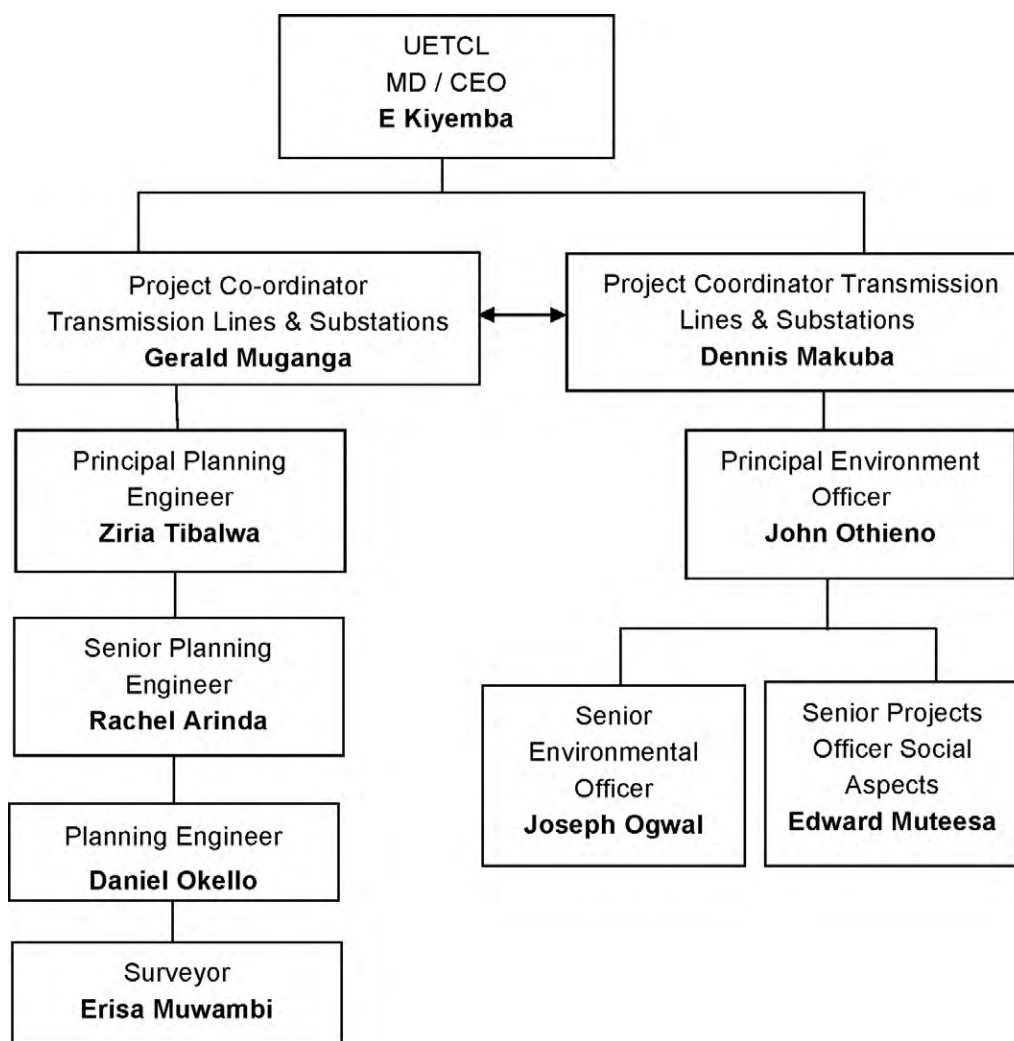 UETCL
MD / CEO
E Kiyemba
Project Co-ordinator
Transmission Lines & Substations
Gerald Muganga
Project Coordinator Transmission
Lines & Substations
Dennis Makuba
Principal Planning
Engineer
Ziria Tibalwa
Principal Environment
Officer
John Othieno
Senior Planning
Engineer
Rachel Arinda
Senior
Environmental
Officer
Joseph Ogwal
Senior Projects
Officer Social
Aspects
Edward Muteesa
Planning Engineer
Daniel Okello
Surveyor
Erisa Muwambi